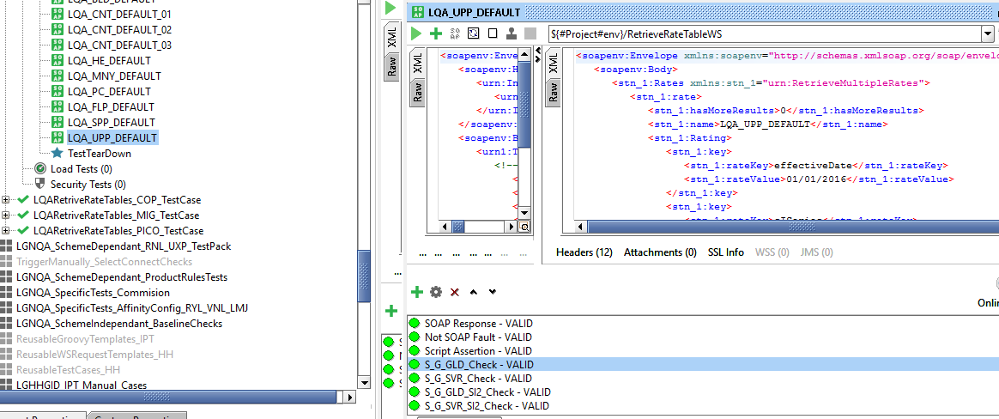 LQA_CNT_DEFAULT_01
LQA_CNT_DEFAULT_02
LQA_CNT_DEFAULT_03
LQA_HE_DEFAULT
LQA_MNY_DEFAULT
LQA_PC_DEFAULT
LQA_FLP_DEFAULT
LQA_SPP_DEFAULT
LQA_UPP_DEFAULT
TestTearDown
Load Tests (0)
Security Tests (0)
LQARetriveRateTables_COP_TestCase
LQARetriveRateTables_MIG_TestCase
LQARetriveRateTables_PICO_TestCase
LGNQA_SchemeDependant_RNL_UXP_TestPack
TriggerManually_SelectConnectChecks
LGNQA_SchemeDependant_ProductRulesTests
LGNQA_SpecificTests_Commision
LGNQA_SpecificTests_AffinityConfig_RYL_VNL_LMJ
LGNQA_SchemeIndependant_BaselineChecks
ReusableGroovyTemplates_IPT
ReusableWSRequestTemplates_HH
ReusableTestCases_HH
LGHHGID_IPT_Manual_Cases
XML
Raw
SOAP LQA_UPP_DEFAULT
${#Project#env}/RetrieveRateTableWS
XML
Raw
<soapenv:Enve
<soapenv:H
<urn:In
<urn
</urn:I
</soapenv:
<soapenv:B
<urn1:T
<!--
<
<
<
<
XML
Raw
<soapenv:Envelope xmlns:soapenv="http://schemas.xmlsoap.org/soap/envelo
<soapenv:Body>
<stn_1:Rates xmlns:stn_1="urn:RetrieveMultipleRates">
<stn_1:rate>
<stn_1:hasMoreResults>0</stn_1:hasMoreResults>
<stn_1:name>LQA_UPP_DEFAULT</stn_1:name>
<stn_1:Rating>
<stn_1:key>
<stn_1:rateKey>effectiveDate</stn_1:rateKey>
<stn_1:rateValue>01/01/2016</stn_1:rateValue>
</stn_1:key>
<stn_1:key>
... ... ... ... ... ...
Headers (12) Attachments (0) SSL Info WSS (0) JMS (0)
...
Onlin
SOAP Response - VALID
Not SOAP Fault - VALID
Script Assertion - VALID
S_G_GLD_Check - VALID
S_G_SVR_Check - VALID
S_G_GLD_SI2_Check - VALID
S_G_SVR_SI2_Check - VALID